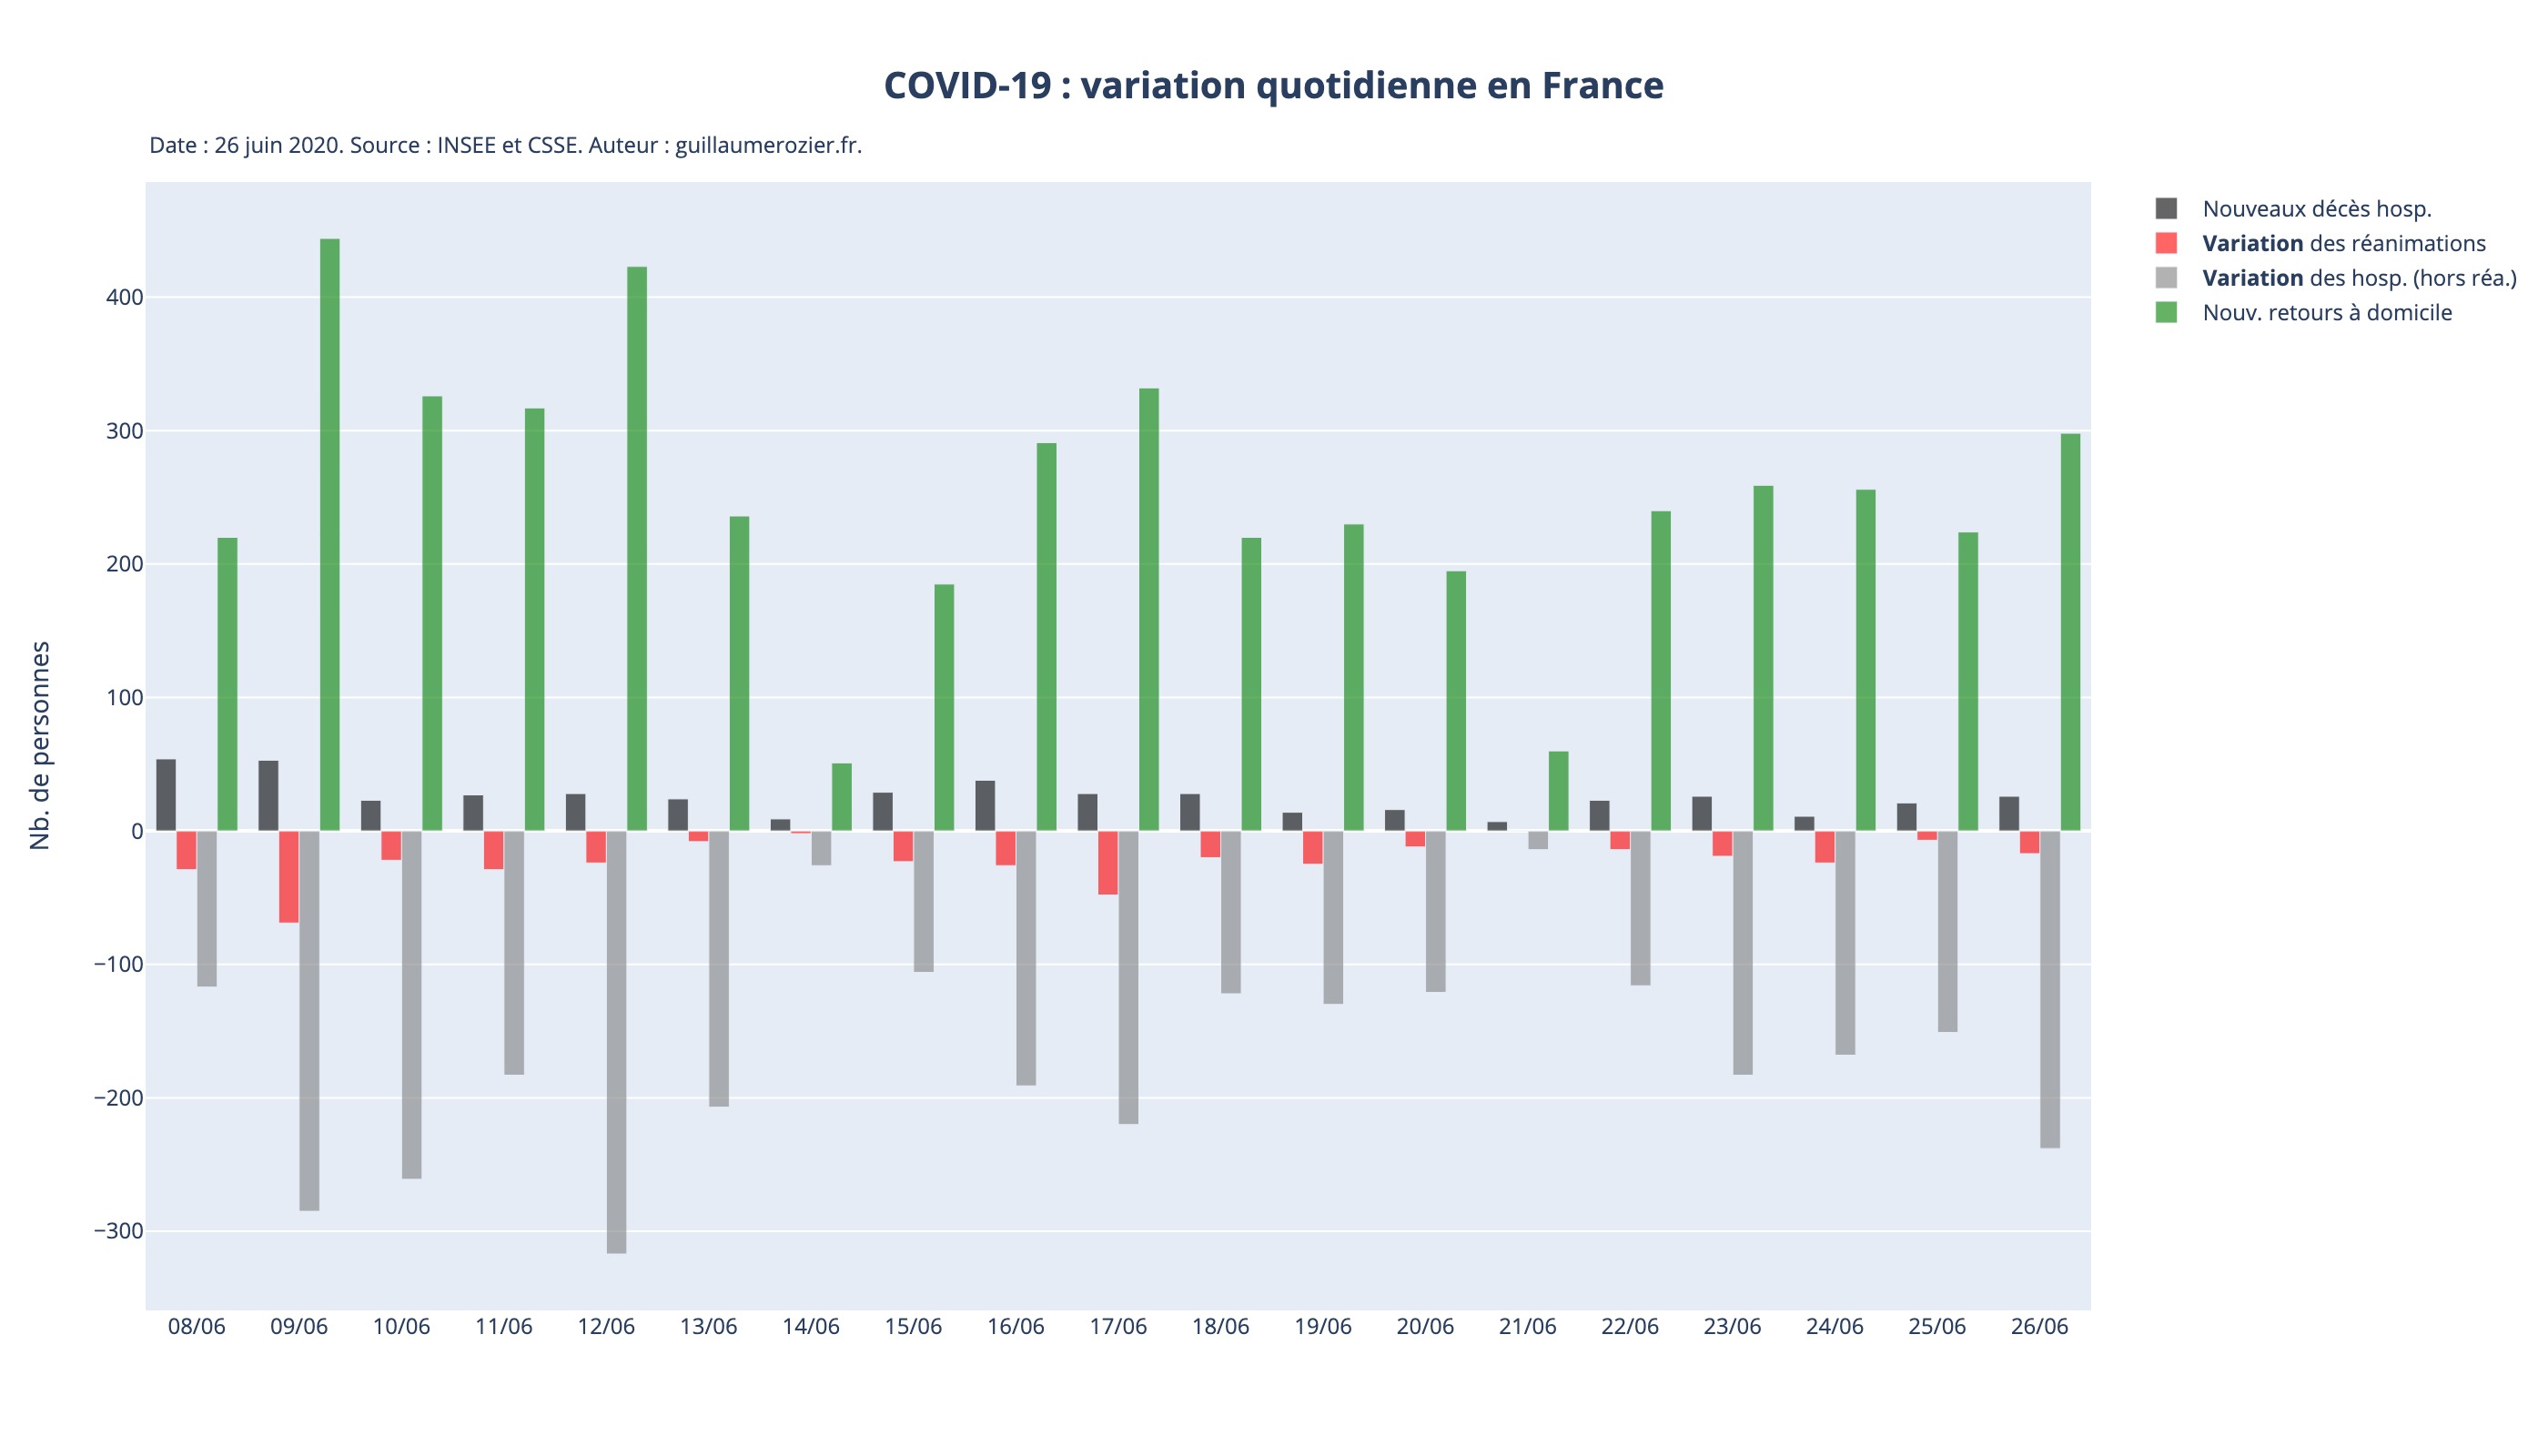 COVID-19 : variation quotidienne en France
Date : 26 juin 2020. Source : INSEE et CSSE. Auteur : guillaumerozier.fr.
Nouveaux décès hosp.
Variation des réanimations
Variation des hosp. (hors réa.)
Nouv. retours à domicile
Nb. de personnes
400
300
200
100
0
−100
−200
−300
08/06 09/06 10/06 11/06 12/06 13/06 14/06 15/06 16/06 17/06 18/06 19/06 20/06 21/06 22/06 23/06 24/06 25/06 26/06